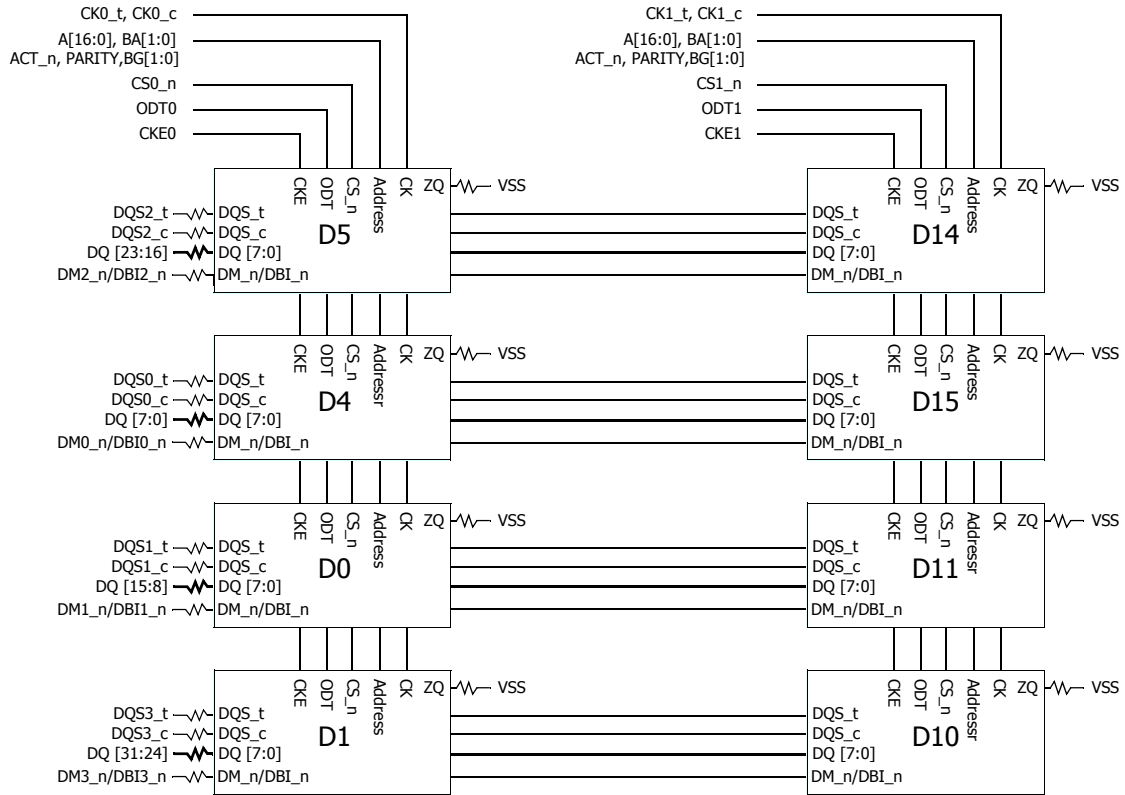 CK0_t, CK0_c
A[16:0], BA[1:0]
ACT_n, PARITY,BG[1:0]
CS0_n
ODT0
CKE0
CK1_t, CK1_c
A[16:0], BA[1:0]
ACT_n, PARITY,BG[1:0]
CS1_n
ODT1
CKE1
CKE ODT CS_n Address CK ZQ VSS
DQS2_t DQS_t
DQS2_c DQS_c
DQ [23:16] DQ [7:0]
DM2_n/DBI2_n DM_n/DBI_n
D5
CKE ODT CS_n Address CK ZQ VSS
DQS_t
DQS_c
DQ [7:0]
DM_n/DBI_n
D14
CKE ODT CS_n Addressr CK ZQ VSS
DQS0_t DQS_t
DQS0_c DQS_c
DQ [7:0] DQ [7:0]
DM0_n/DBI0_n DM_n/DBI_n
D4
CKE ODT CS_n Address CK ZQ VSS
DQS_t
DQS_c
DQ [7:0]
DM_n/DBI_n
D15
CKE ODT CS_n Address CK ZQ VSS
DQS1_t DQS_t
DQS1_c DQS_c
DQ [15:8] DQ [7:0]
DM1_n/DBI1_n DM_n/DBI_n
D0
CKE ODT CS_n Addressr CK ZQ VSS
DQS_t
DQS_c
DQ [7:0]
DM_n/DBI_n
D11
CKE ODT CS_n Address CK ZQ VSS
DQS3_t DQS_t
DQS3_c DQS_c
DQ [31:24] DQ [7:0]
DM3_n/DBI3_n DM_n/DBI_n
D1
CKE ODT CS_n Addressr CK ZQ VSS
DQS_t
DQS_c
DQ [7:0]
DM_n/DBI_n
D10